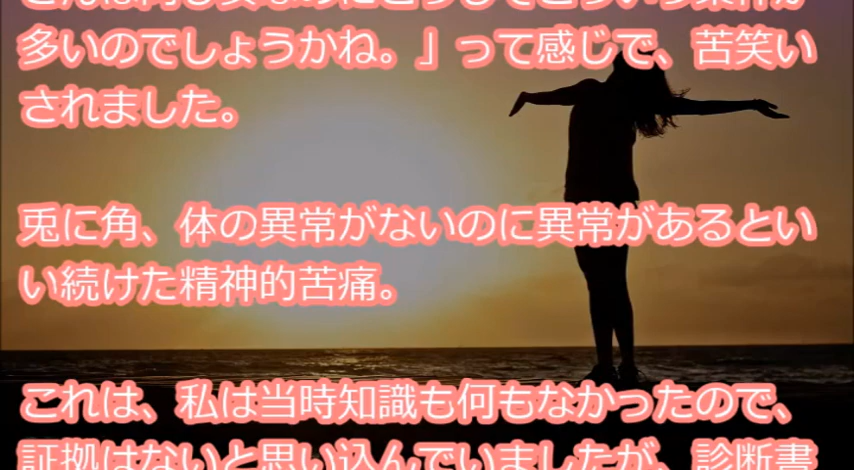 多いのでしょうかね。」って感じで、苦笑い
されました。
兎に角、体の異常がないのに異常があるとい
い続けた精神的苦痛。
これは、私は当時知識も何もなかったので、
証拠はないと思い込んでいましたが、診断書